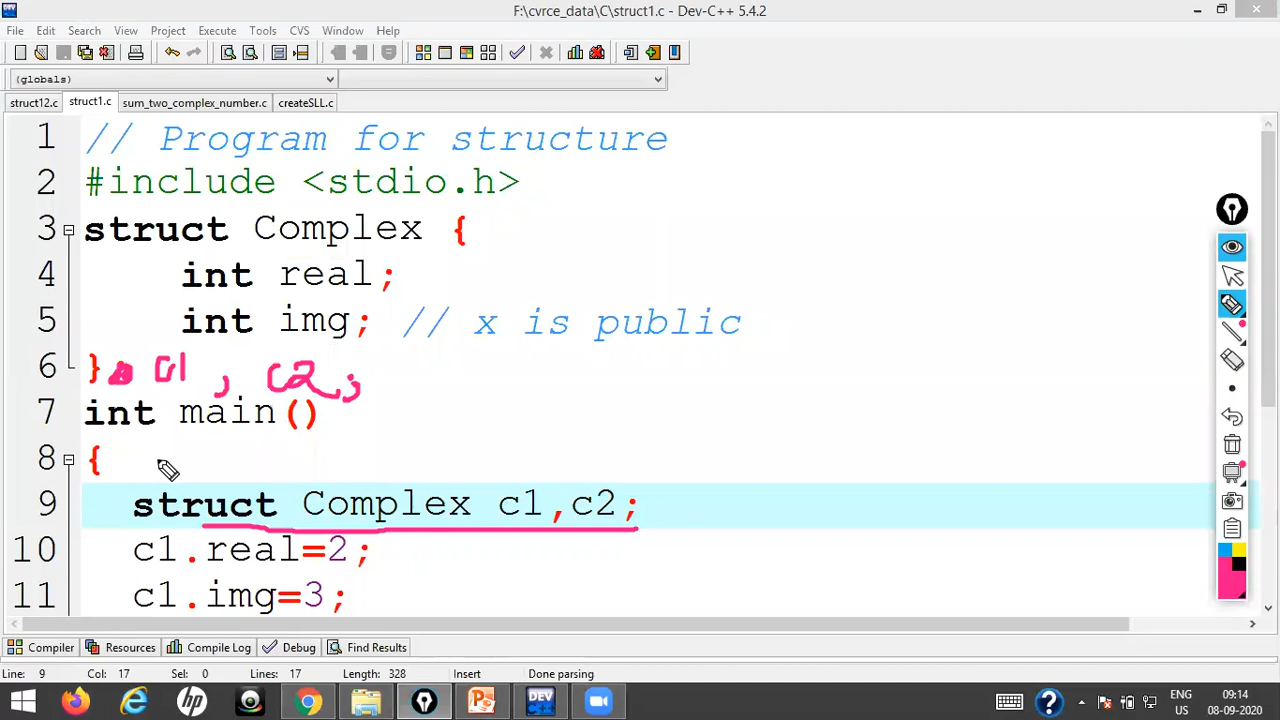 F:\cvrce_data\C\struct1.c - Dev-C++ 5.4.2
File Edit Search View Project Execute Tools CVS Window Help
(globals)
struct12.c struct1.c sum_two_complex_number.c createSLL.c
1 // Program for structure
2 #include <stdio.h>
3 struct Complex {
4 int real;
5 int img; // x is public
6 } c1 , c2;
7 int main()
8 {
9 struct Complex c1,c2;
10 c1.real=2;
11 c1.img=3;
Compiler Resources Compile Log Debug Find Results
Line: 9 Col: 17 Sel: 0 Lines: 17 Length: 328 Insert Done parsing
hp P DEV C++ ? ENG 09:14
US 08-09-2020